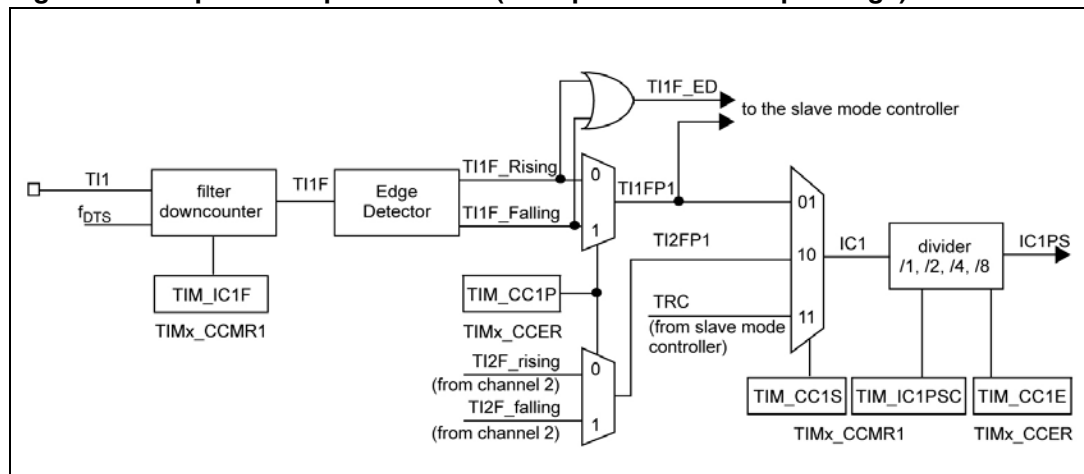 TI1F_ED
to the slave mode controller
TI1
f_DTS
filter
downcounter
TI1F
Edge
Detector
TI1F_Rising
TI1F_Falling
0
1
TI1FP1
TI2FP1
01
10
11
IC1
divider
/1, /2, /4, /8
IC1PS
TIM_IC1F
TIMx_CCMR1
TIM_CC1P
TIMx_CCER
TRC
(from slave mode
controller)
TI2F_rising
(from channel 2)
TI2F_falling
(from channel 2)
0
1
TIM_CC1S
TIM_IC1PSC
TIM_CC1E
TIMx_CCMR1
TIMx_CCER